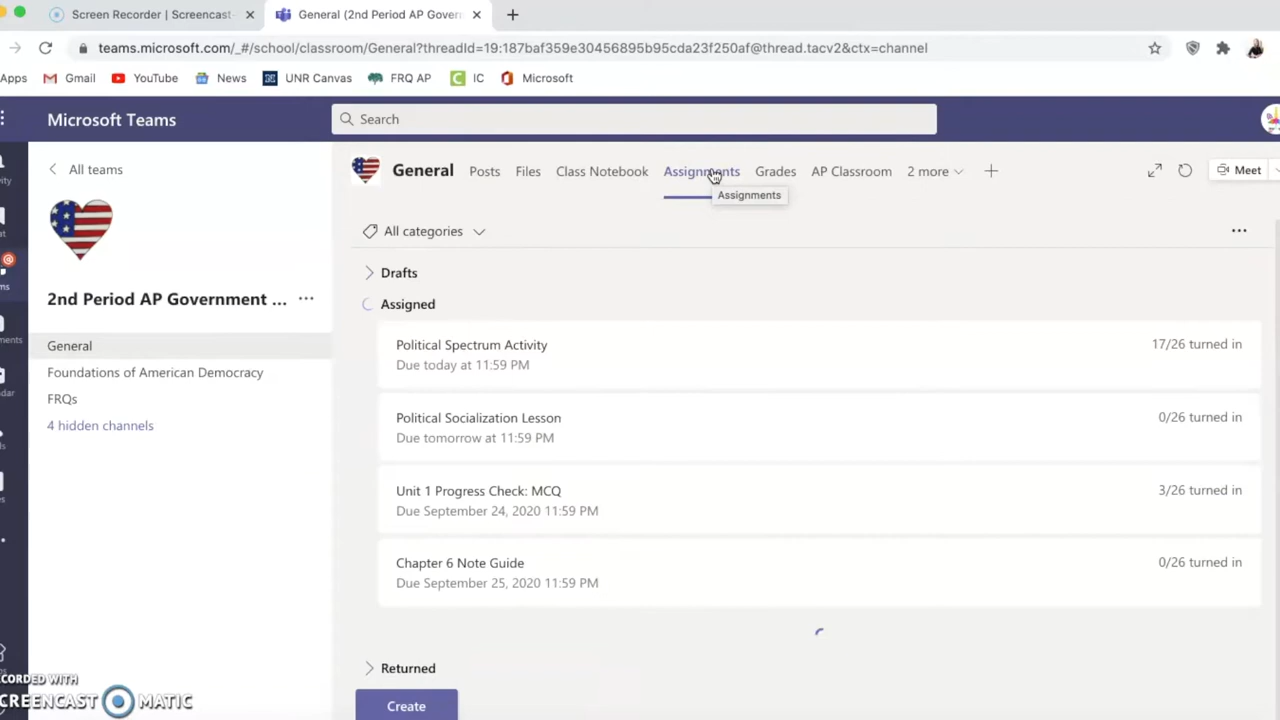 Screen Recorder | Screencast-
General (2nd Period AP Govern
teams.microsoft.com/_#/school/classroom/General?threadId=19:187baf359e30456895b95cda23f250af@thread.tacv2&ctx=channel
Apps Gmail YouTube News UNR Canvas FRQ AP IC Microsoft
Microsoft Teams
Search
All teams
General Posts Files Class Notebook Assignments Grades AP Classroom 2 more Meet
Assignments
All categories
2nd Period AP Government ...
General
Foundations of American Democracy
FRQs
4 hidden channels
Drafts
Assigned
Political Spectrum Activity 17/26 turned in
Due today at 11:59 PM
Political Socialization Lesson 0/26 turned in
Due tomorrow at 11:59 PM
Unit 1 Progress Check: MCQ 3/26 turned in
Due September 24, 2020 11:59 PM
Chapter 6 Note Guide 0/26 turned in
Due September 25, 2020 11:59 PM
Returned
Create
CORDED WITH
CREENCAST MATIC